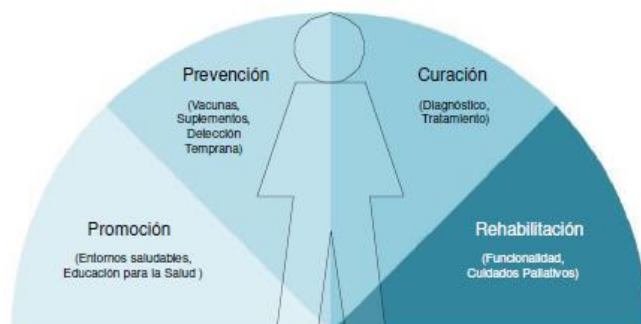 Prevención
(Vacunas,
Suplementos,
Detección
Temprana)
Curación
(Diagnóstico,
Tratamiento)
Promoción
(Entornos saludables,
Educación para la Salud )
Rehabilitación
(Funcionalidad,
Cuidados Paliativos)